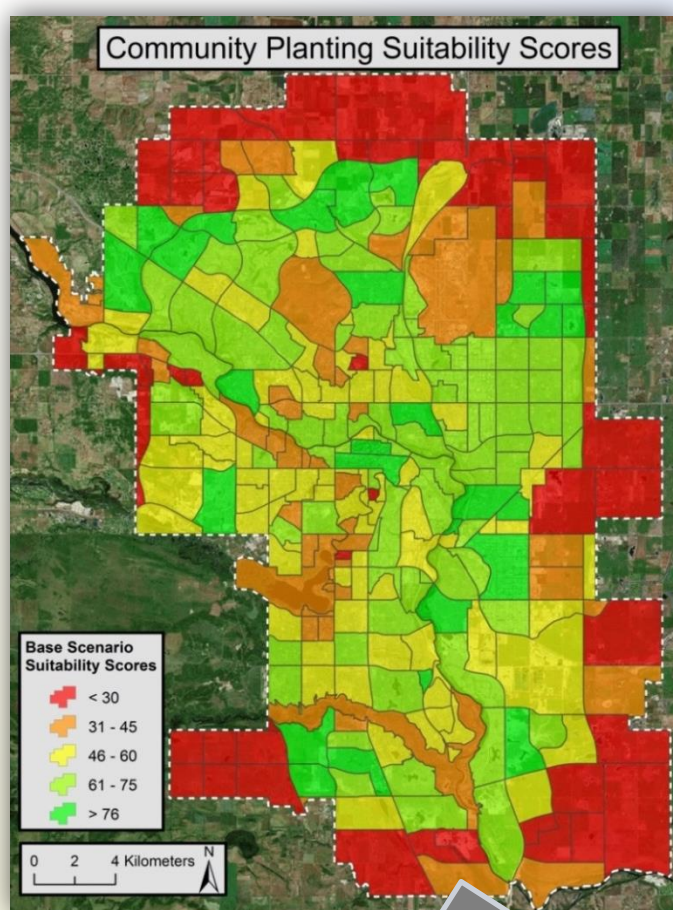 Community Planting Suitability Scores
Base Scenario
Suitability Scores
< 30
31 - 45
46 - 60
61 - 75
> 76
0 2 4 Kilometers
N